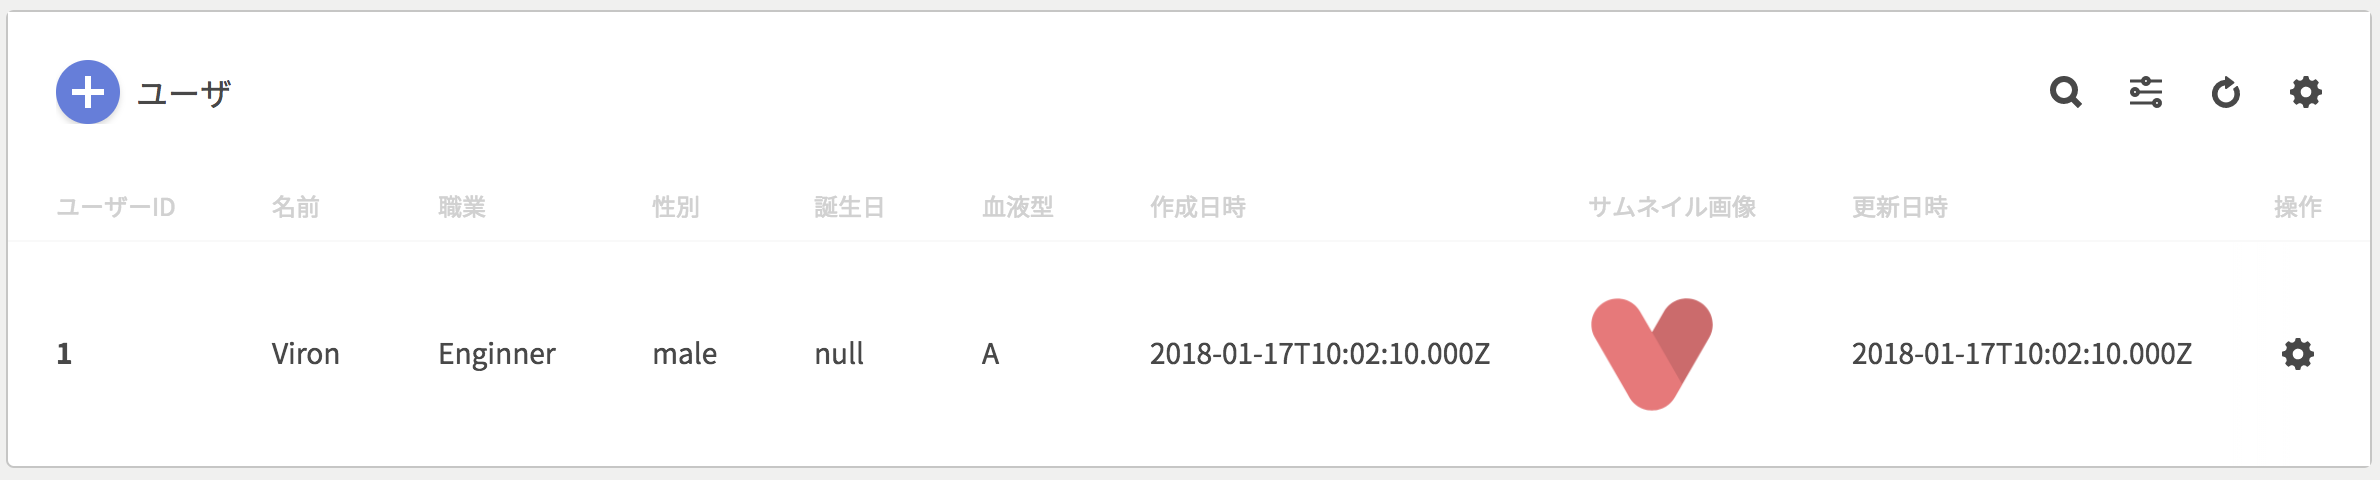 ユーザ
ユーザーID 名前 職業 性別 誕生日 血液型 作成日時 サムネイル画像 更新日時 操作
1 Viron Enginner male null A 2018-01-17T10:02:10.000Z 2018-01-17T10:02:10.000Z